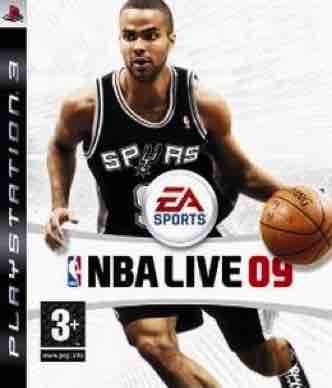 PLAYSTATION 3
SPURS
EA
SPORTS
NBA LIVE 09
3+
www.pegi.info